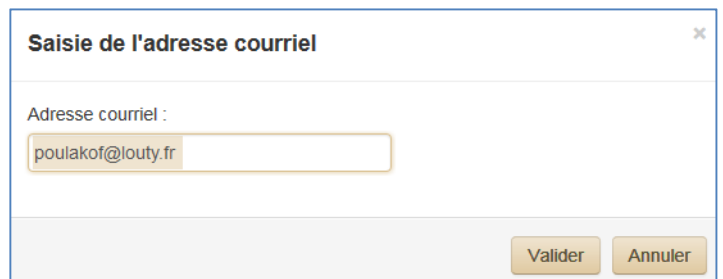 Saisie de l'adresse courriel
×
Adresse courriel :
poulakof@louty.fr
Valider Annuler